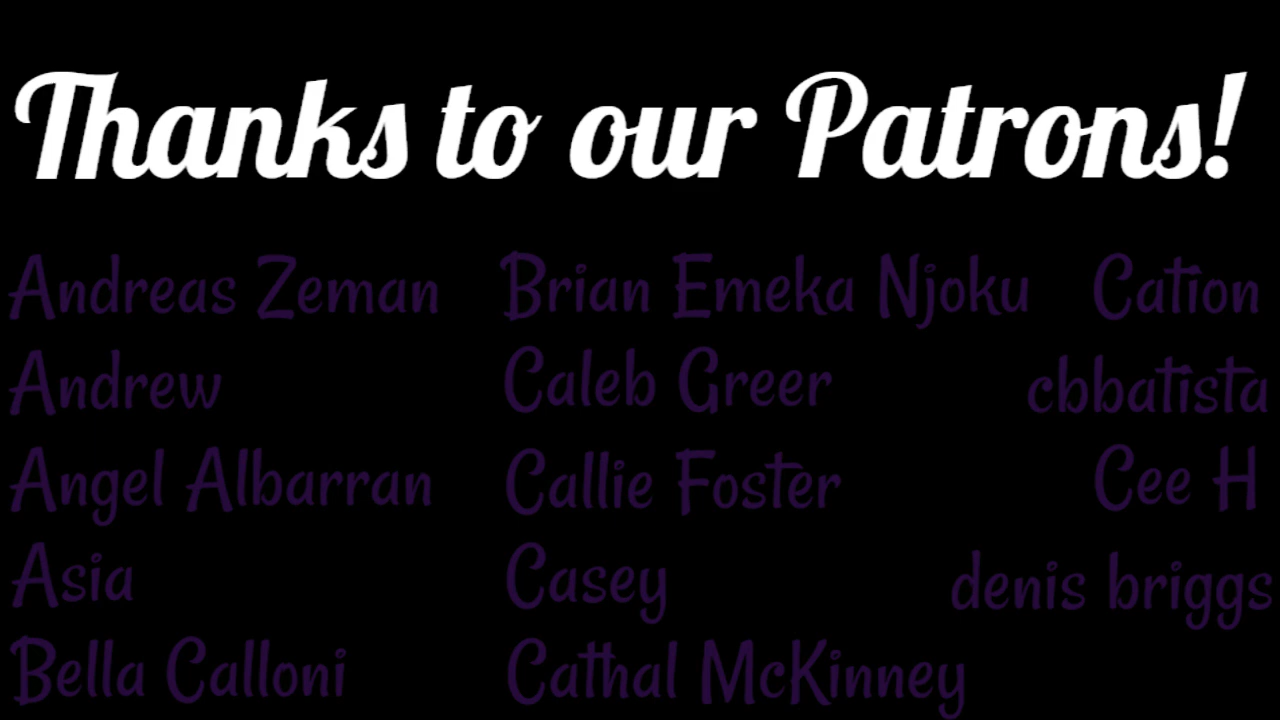 Thanks to our Patrons!
Andreas Zeman
Andrew
Angel Albarran
Asia
Bella Calloni
Brian Emeka Njoku
Caleb Greer
Callie Foster
Casey
Cathal McKinney
Cation
cbbatista
Cee H
denis briggs